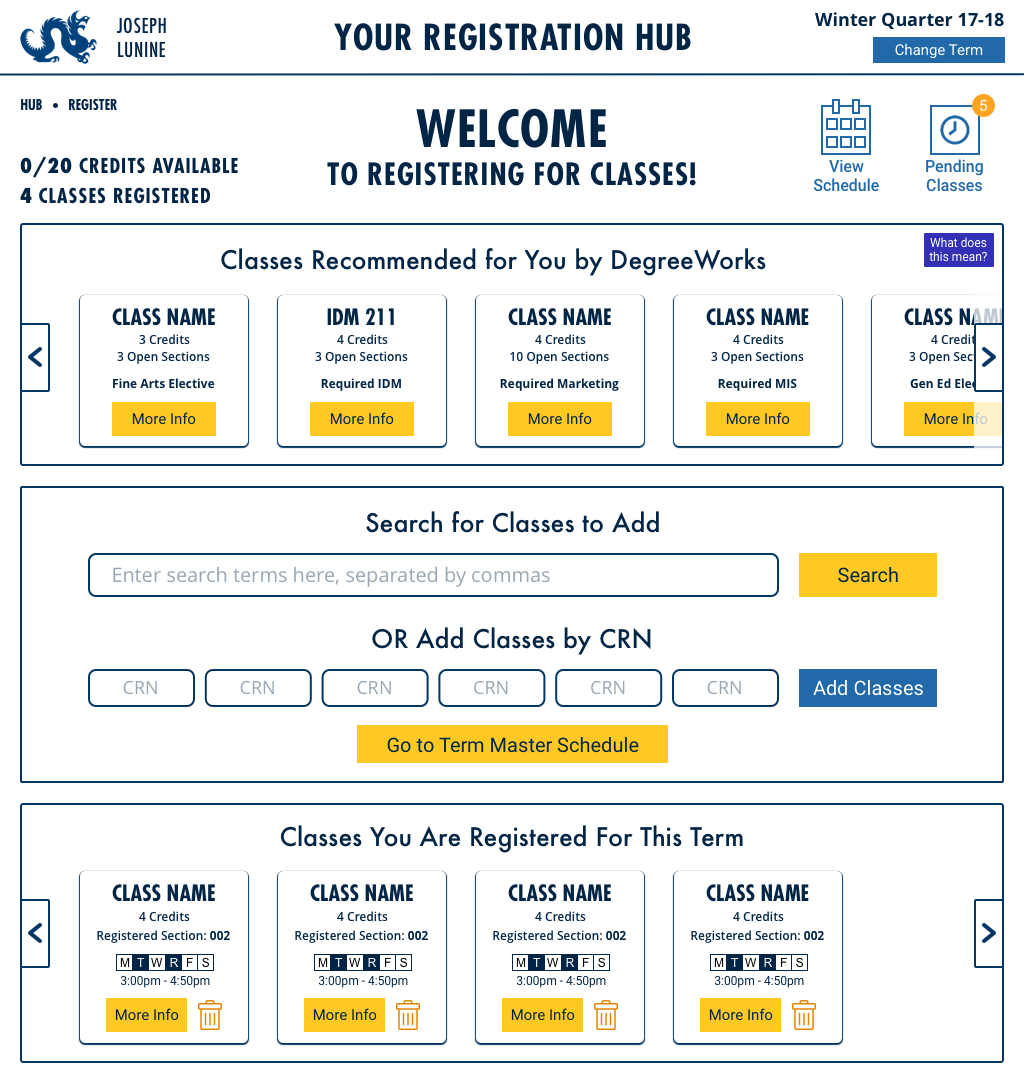 JOSEPH
LUNINE
YOUR REGISTRATION HUB
Winter Quarter 17-18
Change Term
HUB • REGISTER
0/20 CREDITS AVAILABLE
4 CLASSES REGISTERED
WELCOME
TO REGISTERING FOR CLASSES!
View
Schedule
5
Pending
Classes
Classes Recommended for You by DegreeWorks
What does
this mean?
CLASS NAME
3 Credits
3 Open Sections
Fine Arts Elective
More Info
IDM 211
4 Credits
3 Open Sections
Required IDM
More Info
CLASS NAME
4 Credits
10 Open Sections
Required Marketing
More Info
CLASS NAME
4 Credits
3 Open Sections
Required MIS
More Info
CLASS NAM
4 Credit
3 Open Sec
Gen Ed Elec
More Info
Search for Classes to Add
Enter search terms here, separated by commas
Search
OR Add Classes by CRN
CRN CRN CRN CRN CRN CRN
Add Classes
Go to Term Master Schedule
Classes You Are Registered For This Term
CLASS NAME
4 Credits
Registered Section: 002
M T W R F S
3:00pm - 4:50pm
More Info
CLASS NAME
4 Credits
Registered Section: 002
M T W R F S
3:00pm - 4:50pm
More Info
CLASS NAME
4 Credits
Registered Section: 002
M T W R F S
3:00pm - 4:50pm
More Info
CLASS NAME
4 Credits
Registered Section: 002
M T W R F S
3:00pm - 4:50pm
More Info